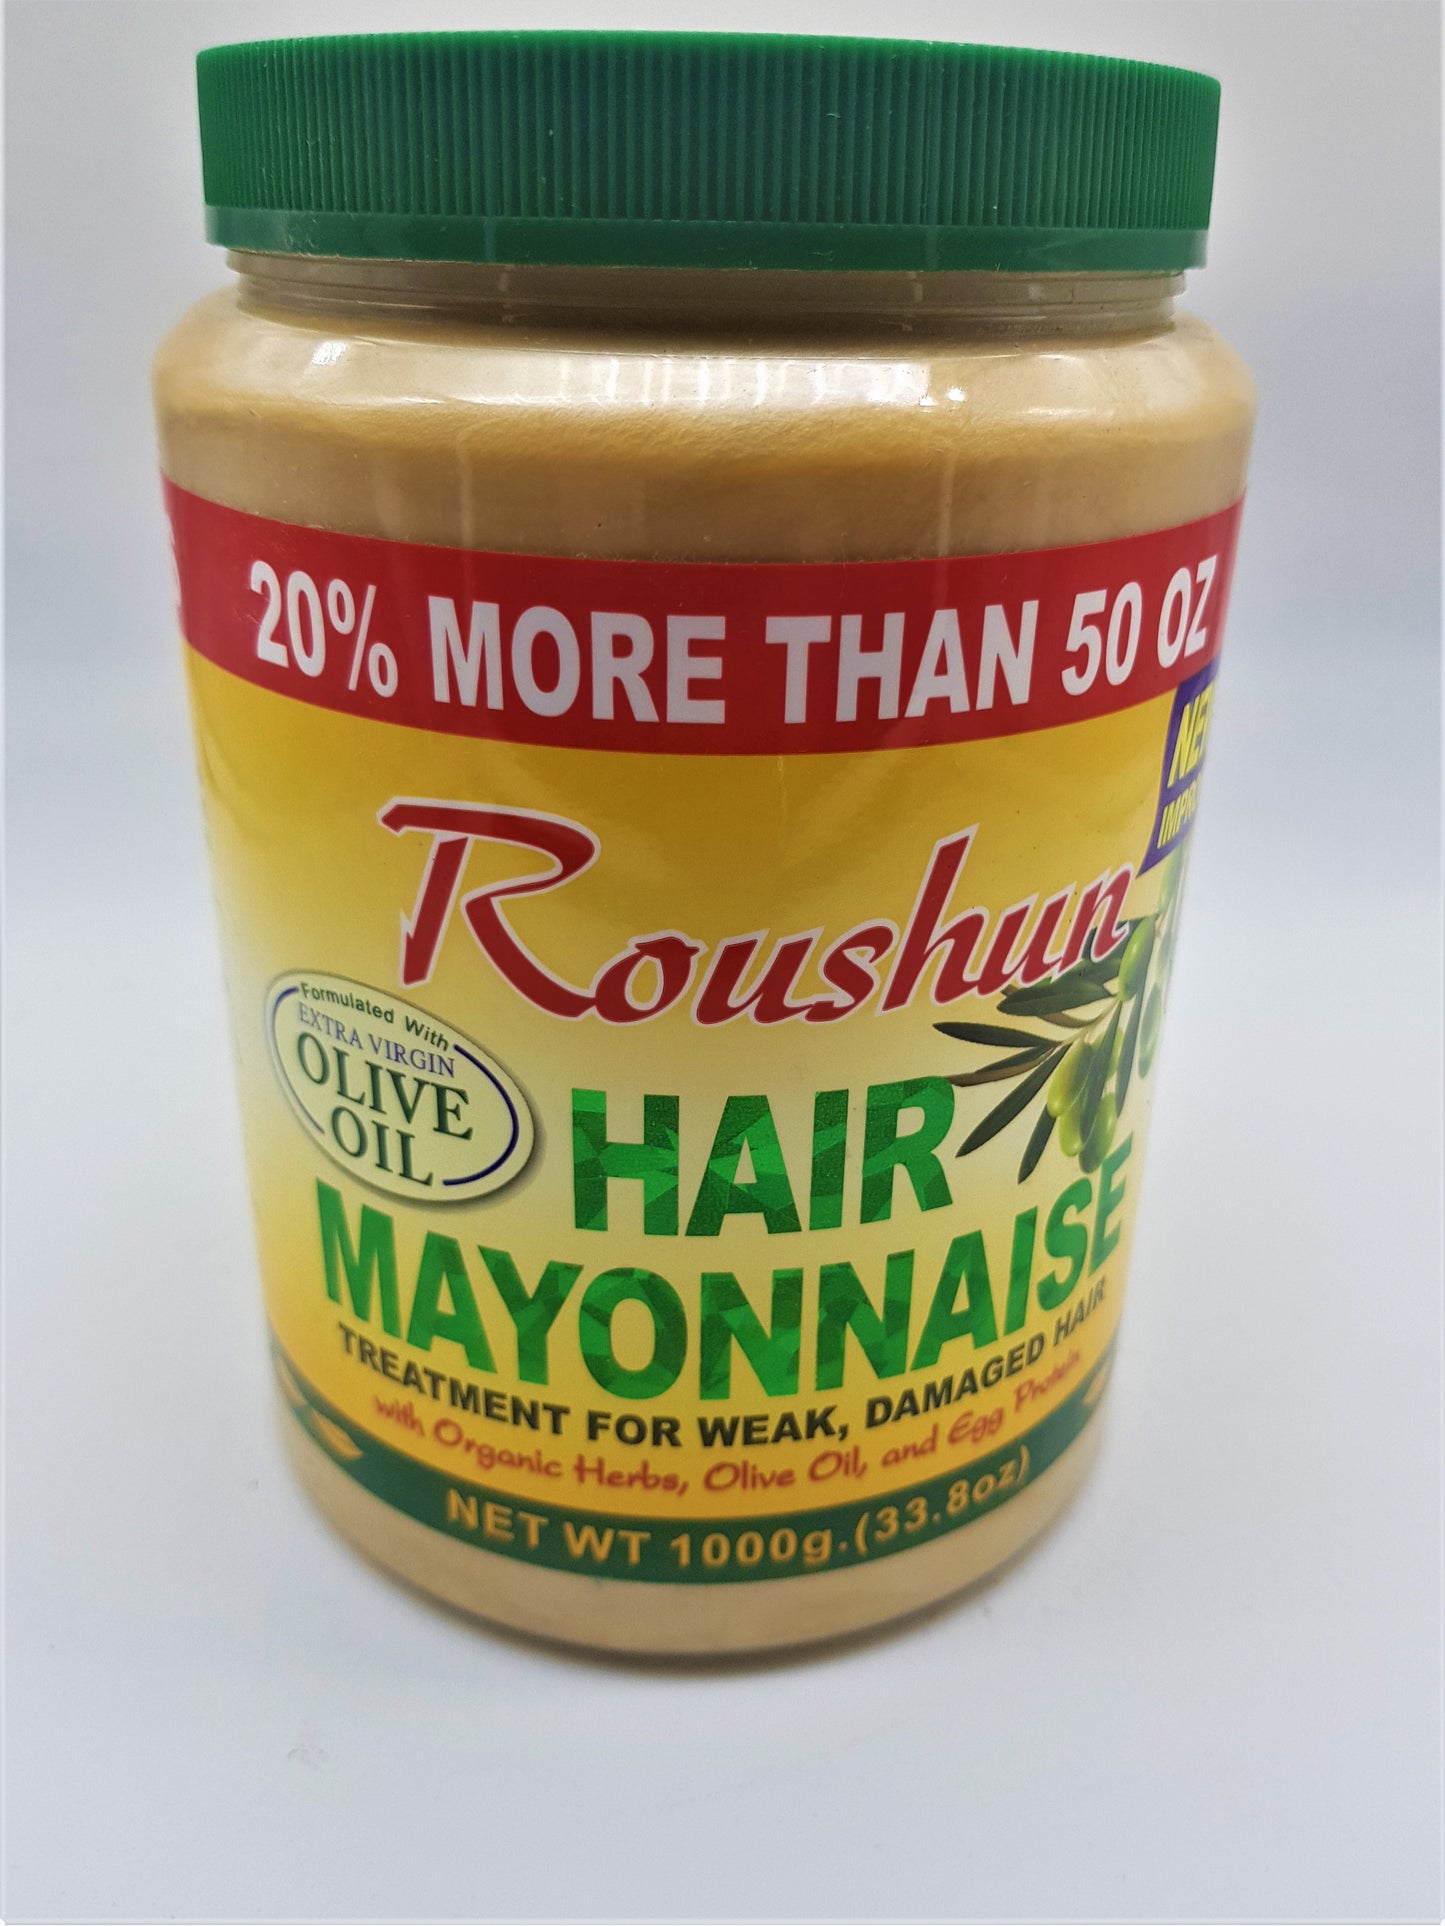 20% MORE THAN 50 OZ
Roushun
Formulated With
EXTRA VIRGIN
OLIVE
OIL
HAIR
MAYONNAISE
TREATMENT FOR WEAK, DAMAGED HAIR
with Organic Herbs, Olive Oil, and Egg Protein
NET WT 1000g.(33.8oz)